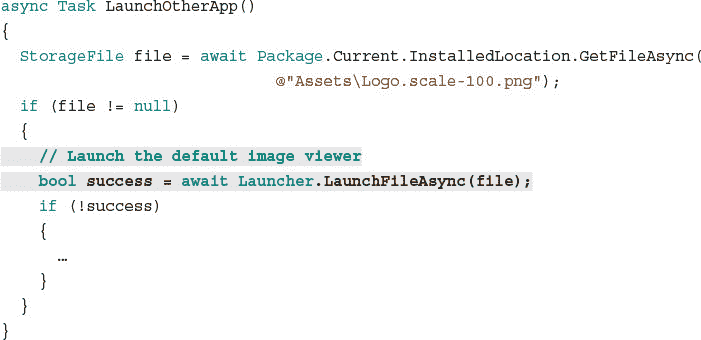 async Task LaunchOtherApp()
{
  StorageFile file = await Package.Current.InstalledLocation.GetFileAsync(
                             @"Assets\Logo.scale-100.png");
  if (file != null)
  {
    // Launch the default image viewer
    bool success = await Launcher.LaunchFileAsync(file);
    if (!success)
    {
      …
    }
  }
}